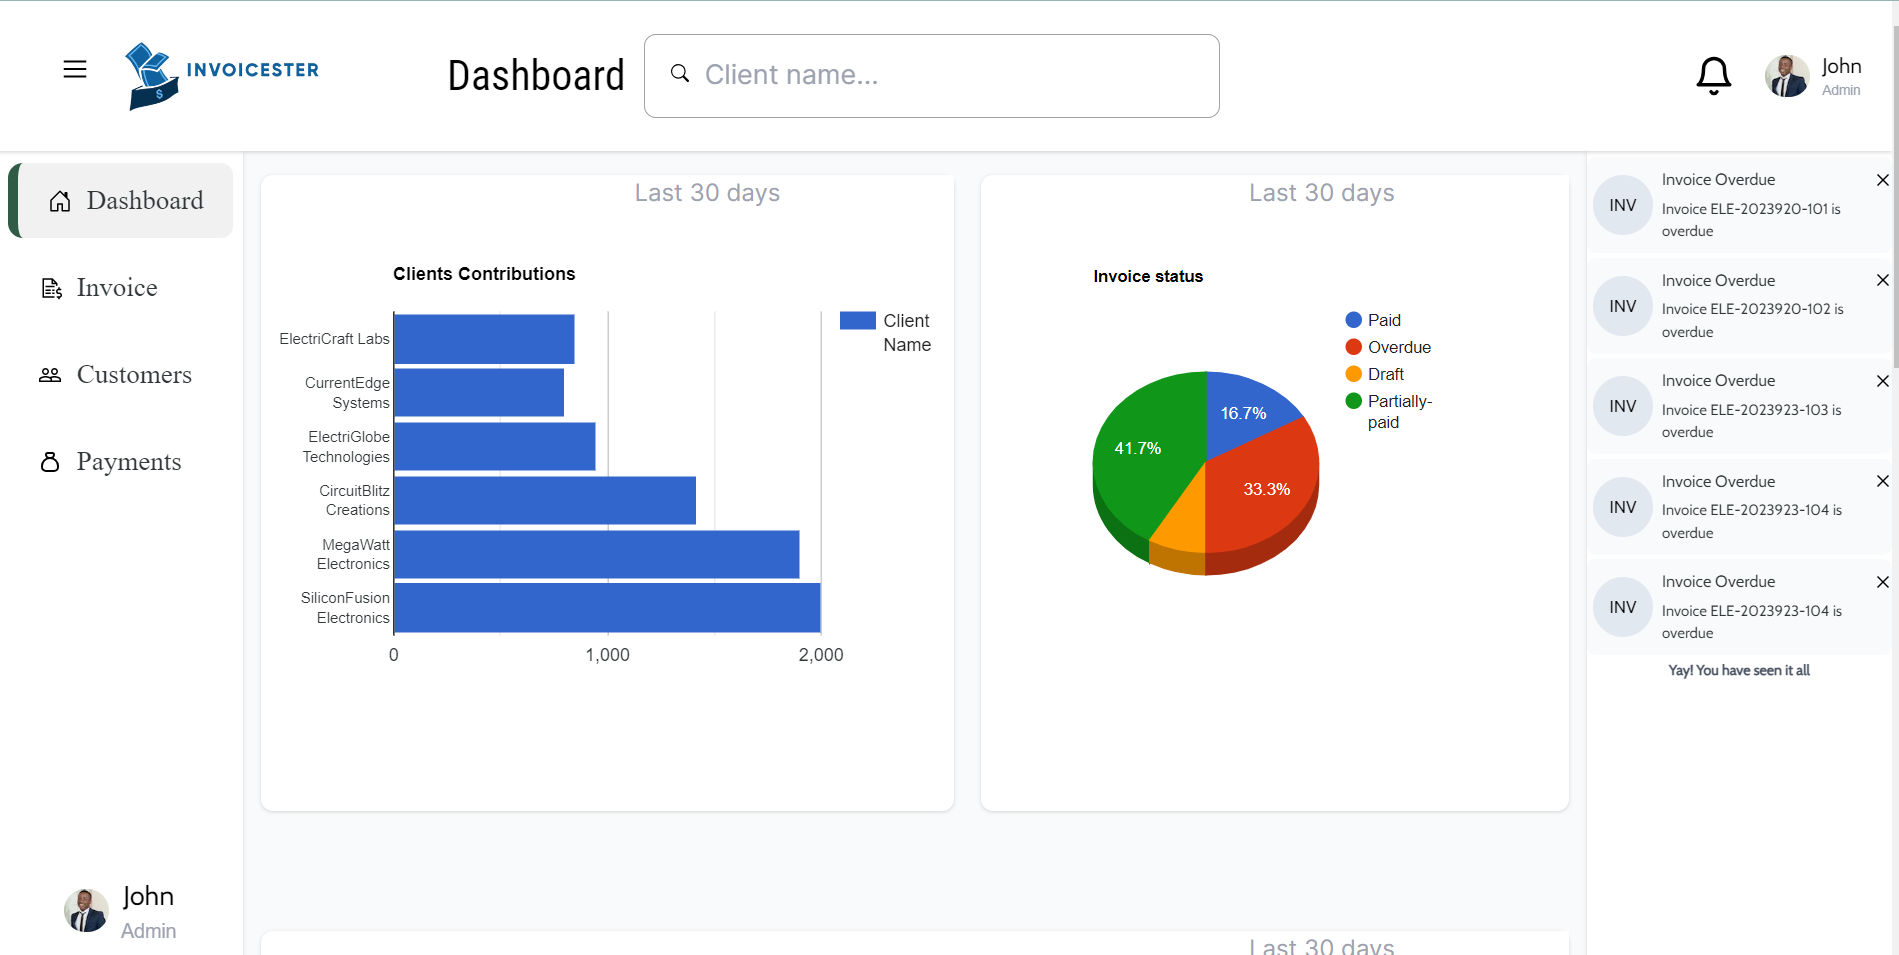 INVOICESTER
$
Dashboard
Client name...
John
Admin
Dashboard
Invoice
Customers
Payments
John
Admin
Last 30 days
Clients Contributions
ElectriCraft Labs
CurrentEdge
Systems
ElectriGlobe
Technologies
CircuitBlitz
Creations
MegaWatt
Electronics
SiliconFusion
Electronics
0
1,000
2,000
Client
Name
Last 30 days
Invoice status
Paid
Overdue
Draft
Partially-
paid
16.7%
41.7%
33.3%
Last 30 days
INV
Invoice Overdue
Invoice ELE-2023920-101 is
overdue
INV
Invoice Overdue
Invoice ELE-2023920-102 is
overdue
INV
Invoice Overdue
Invoice ELE-2023923-103 is
overdue
INV
Invoice Overdue
Invoice ELE-2023923-104 is
overdue
INV
Invoice Overdue
Invoice ELE-2023923-104 is
overdue
Yay! You have seen it all